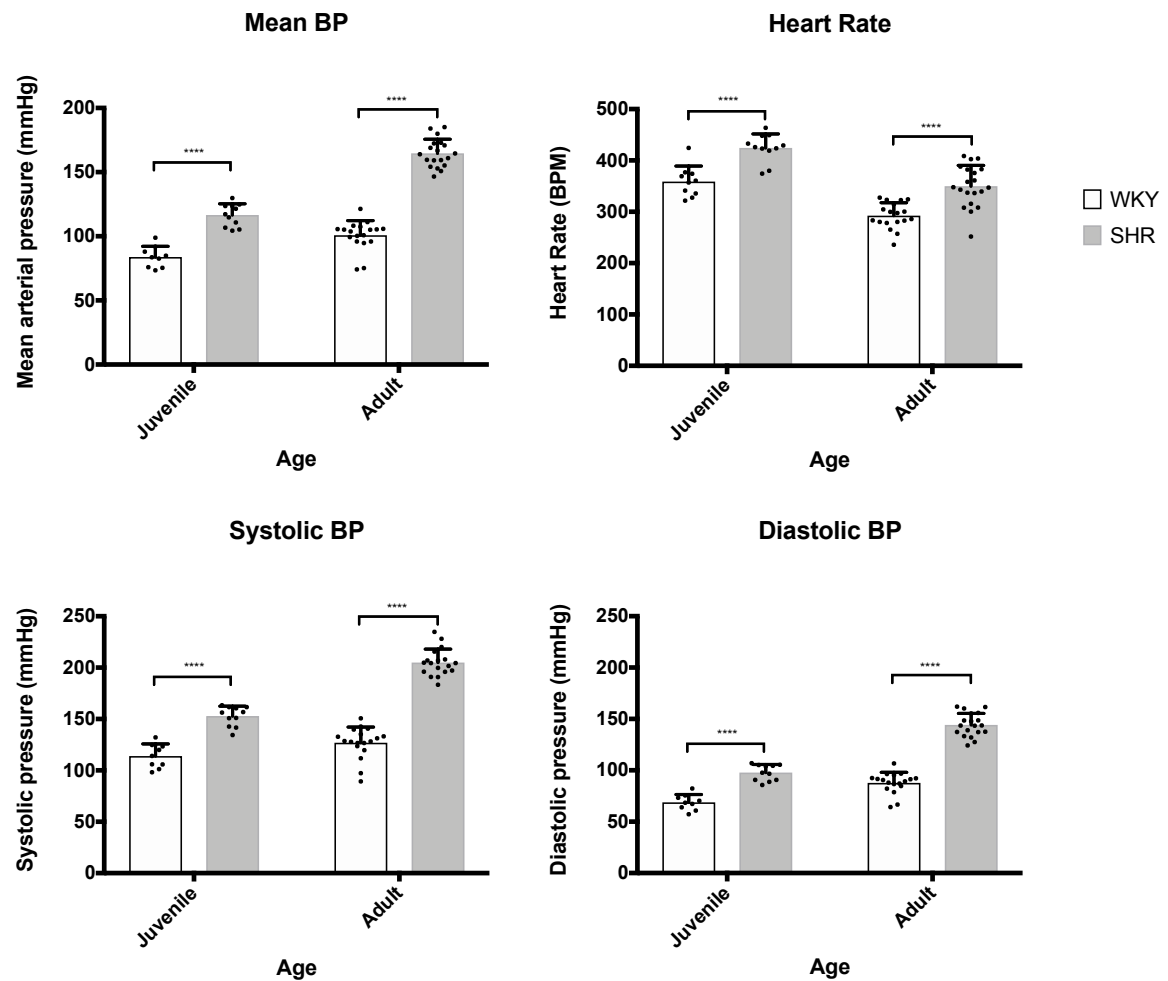 Mean BP
Mean arterial pressure (mmHg)
200
150
100
50
0
****
****
Juvenile
Adult
Age
Heart Rate
Heart Rate (BPM)
500
400
300
200
100
0
****
****
Juvenile
Adult
Age
WKY
SHR
Systolic BP
Systolic pressure (mmHg)
250
200
150
100
50
0
****
****
Juvenile
Adult
Age
Diastolic BP
Diastolic pressure (mmHg)
250
200
150
100
50
0
****
****
Juvenile
Adult
Age